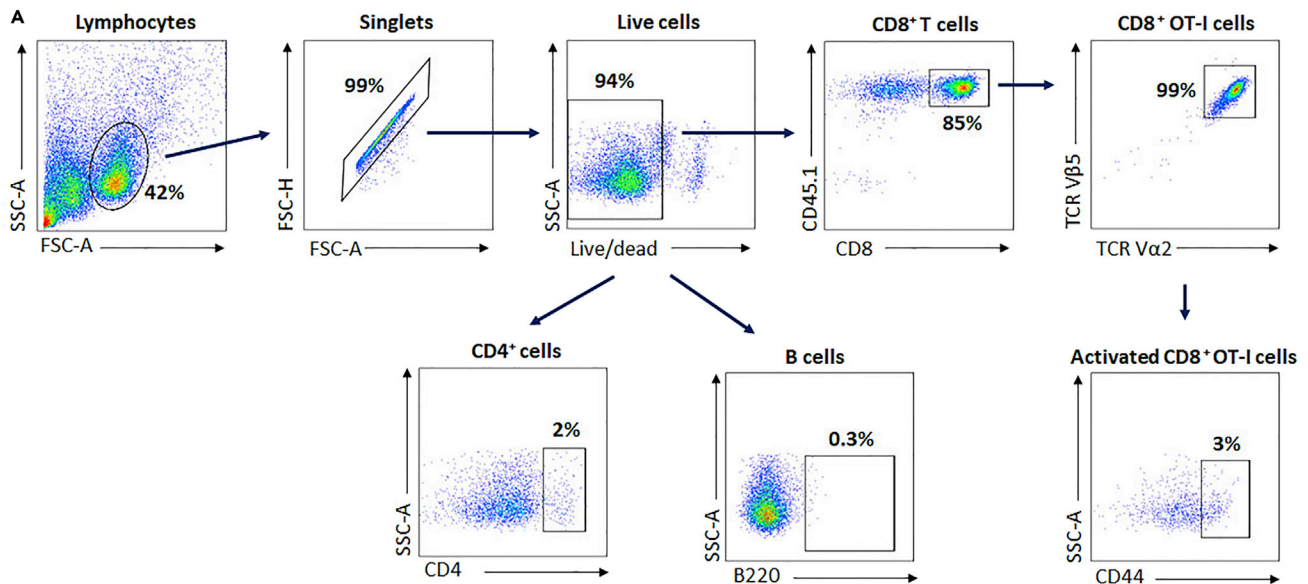 A
Lymphocytes
SSC-A
42%
FSC-A
Singlets
FSC-H
99%
FSC-A
Live cells
SSC-A
94%
Live/dead
CD8⁺ T cells
CD45.1
85%
CD8
CD8⁺ OT-I cells
TCR Vβ5
99%
TCR Vα2
CD4⁺ cells
SSC-A
2%
CD4
B cells
SSC-A
0.3%
B220
Activated CD8⁺ OT-I cells
SSC-A
3%
CD44